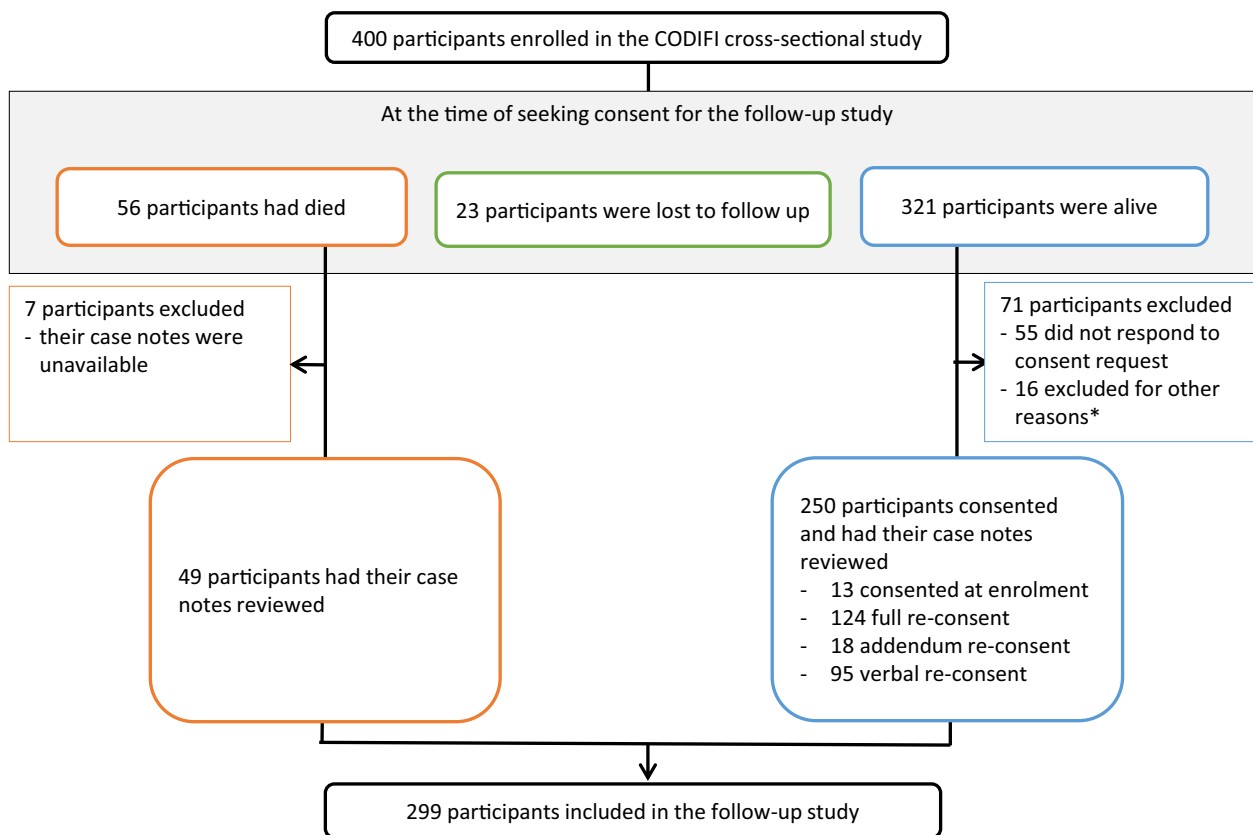 400 participants enrolled in the CODIFI cross-sectional study
At the time of seeking consent for the follow-up study
56 participants had died
23 participants were lost to follow up
321 participants were alive
7 participants excluded
- their case notes were
unavailable
71 participants excluded
- 55 did not respond to
consent request
- 16 excluded for other
reasons*
49 participants had their case
notes reviewed
250 participants consented
and had their case notes
reviewed
- 13 consented at enrolment
- 124 full re-consent
- 18 addendum re-consent
- 95 verbal re-consent
299 participants included in the follow-up study